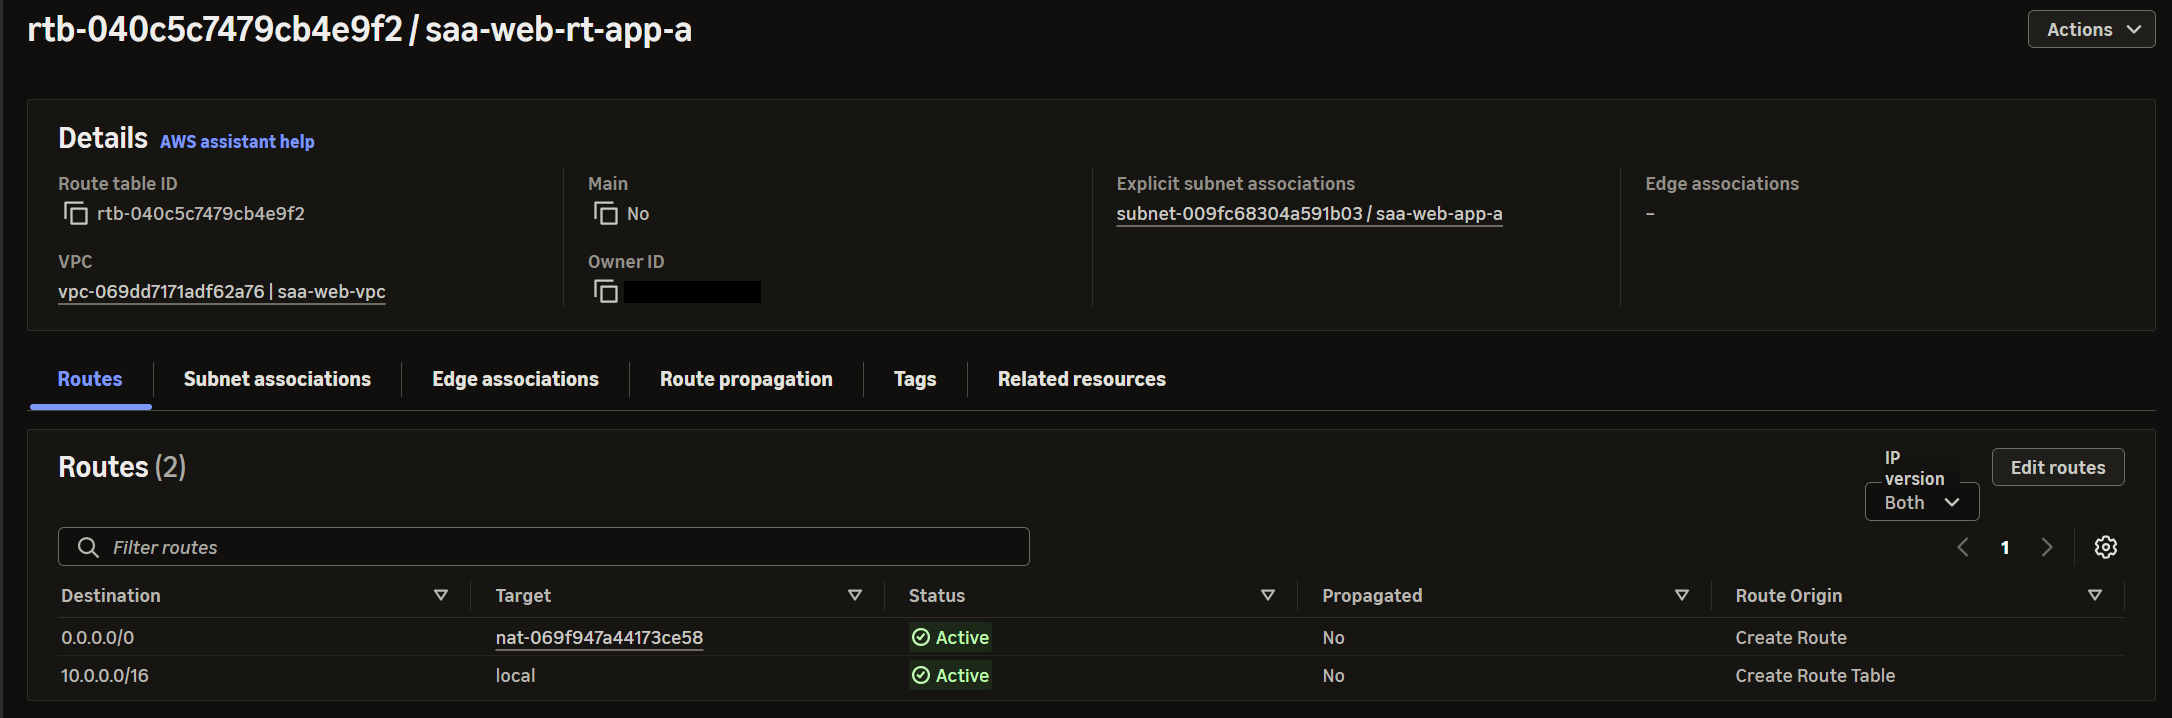 rtb-040c5c7479cb4e9f2 / saa-web-rt-app-a
Actions
Details AWS assistant help
Route table ID
rtb-040c5c7479cb4e9f2
Main
No
Explicit subnet associations
subnet-009fc68304a591b03 / saa-web-app-a
Edge associations
–
VPC
vpc-069dd7171adf62a76 | saa-web-vpc
Owner ID
Routes Subnet associations Edge associations Route propagation Tags Related resources
Routes (2)
IP version
Both
Edit routes
Filter routes
1
Destination Target Status Propagated Route Origin
0.0.0.0/0 nat-069f947a44173ce58 Active No Create Route
10.0.0.0/16 local Active No Create Route Table